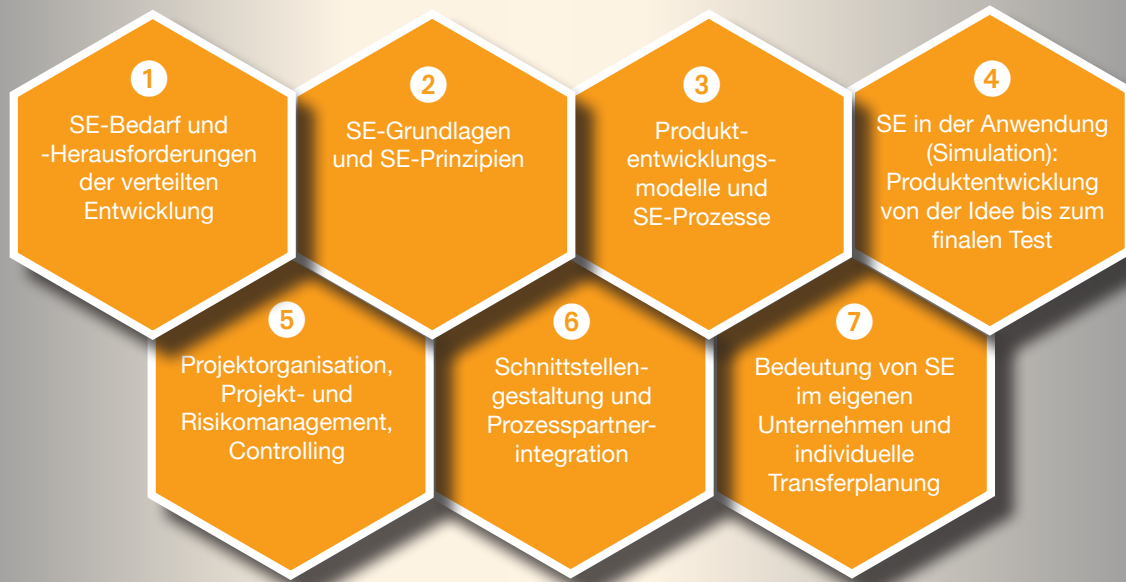 1
SE-Bedarf und
-Herausforderungen
der verteilten
Entwicklung
2
SE-Grundlagen
und SE-Prinzipien
3
Produkt-
entwicklungs-
modelle und
SE-Prozesse
4
SE in der Anwendung
(Simulation):
Produktentwicklung
von der Idee bis zum
finalen Test
5
Projektorganisation,
Projekt- und
Risikomanagement,
Controlling
6
Schnittstellen-
gestaltung und
Prozesspartner-
integration
7
Bedeutung von SE
im eigenen
Unternehmen und
individuelle
Transferplanung